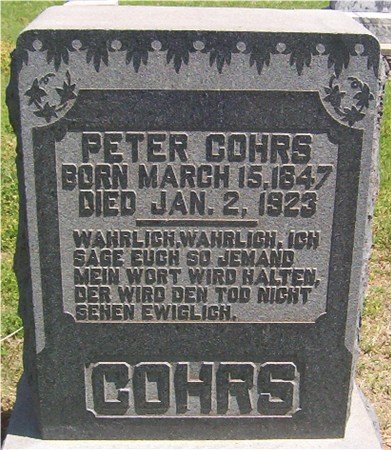 PETER COHRS
BORN MARCH 15, 1847
DIED JAN. 2, 1923
WAHRLICH, WAHRLICH, ICH
SAGE EUCH SO JEMAND
MEIN WORT WIRD HALTEN,
DER WIRD DEN TOD NICHT
SEHEN EWIGLICH.
COHRS